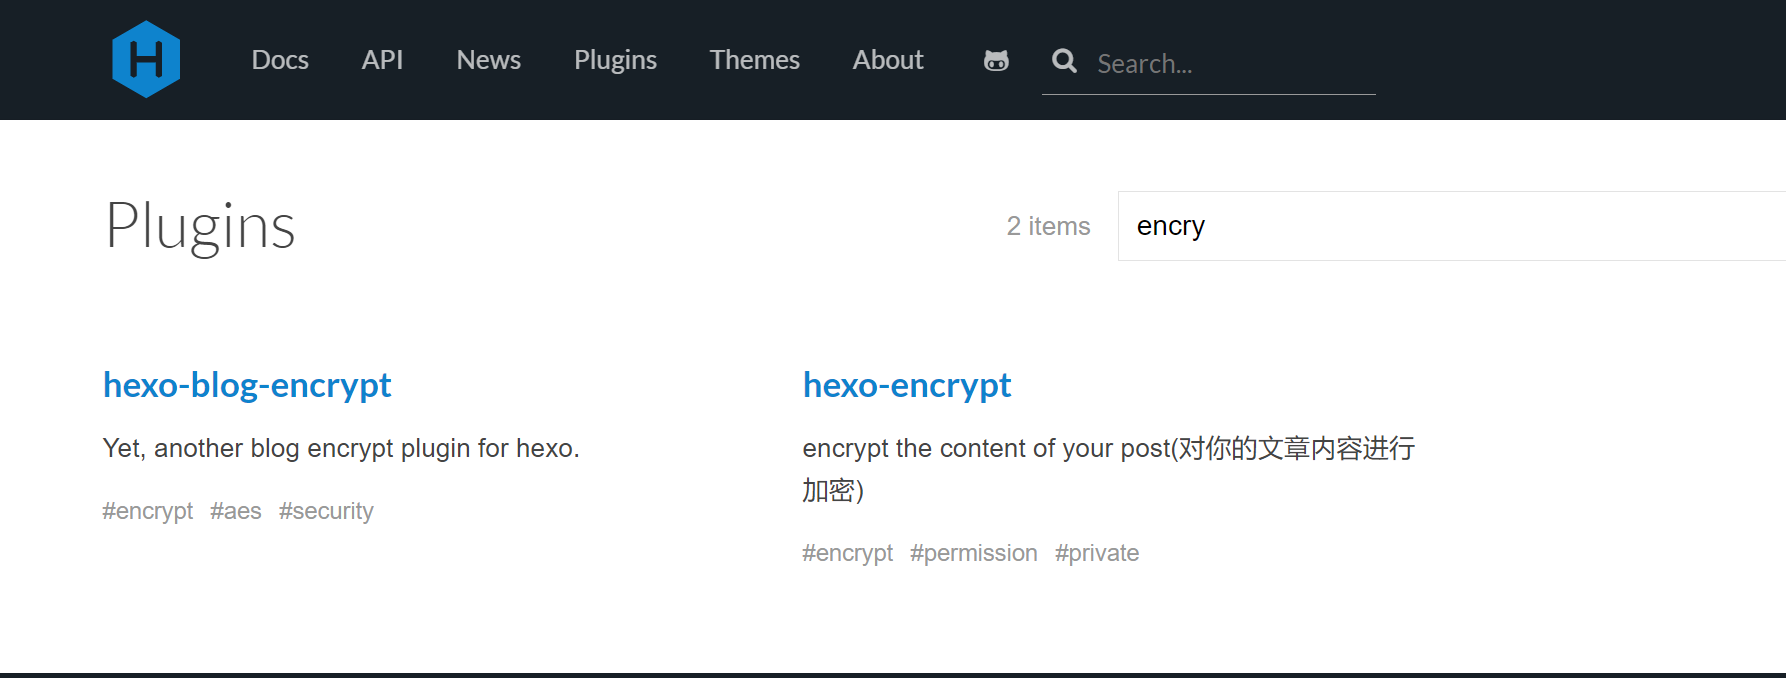 H
Docs API News Plugins Themes About Search...
Plugins
2 items encry
hexo-blog-encrypt
Yet, another blog encrypt plugin for hexo.
#encrypt #aes #security
hexo-encrypt
encrypt the content of your post(对你的文章内容进行
加密)
#encrypt #permission #private